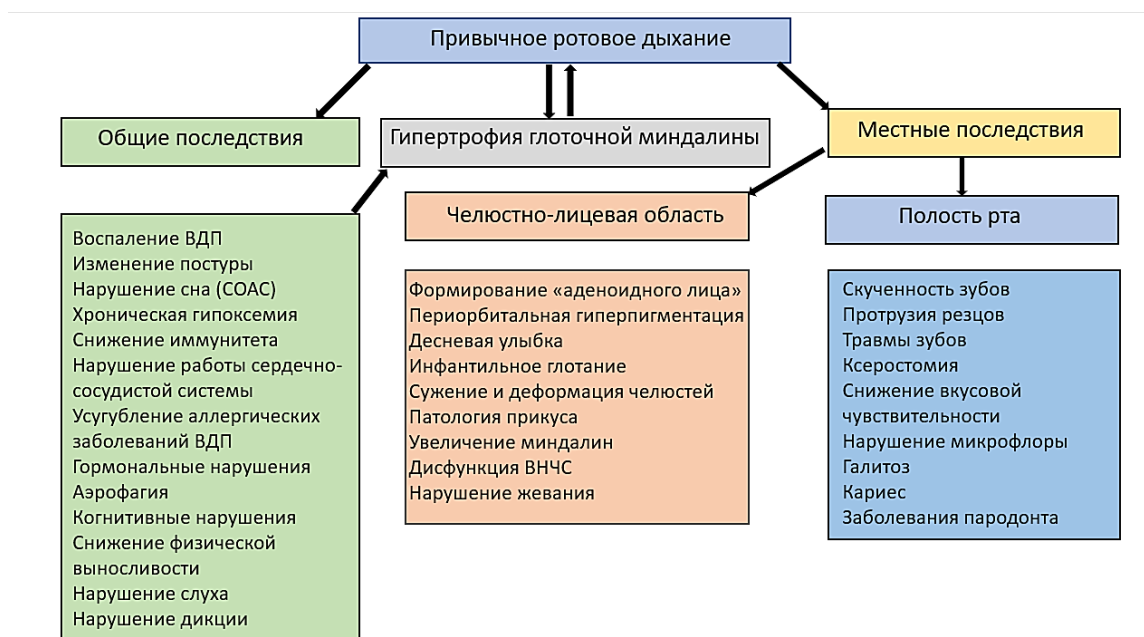 Привычное ротовое дыхание
Общие последствия
Гипертрофия глоточной миндалины
Местные последствия
Челюстно-лицевая область
Полость рта
Воспаление ВДП
Изменение постуры
Нарушение сна (СОАС)
Хроническая гипоксемия
Снижение иммунитета
Нарушение работы сердечно-
сосудистой системы
Усугубление аллергических
заболеваний ВДП
Гормональные нарушения
Аэрофагия
Когнитивные нарушения
Снижение физической
выносливости
Нарушение слуха
Нарушение дикции
Формирование «аденоидного лица»
Периорбитальная гиперпигментация
Десневая улыбка
Инфантильное глотание
Сужение и деформация челюстей
Патология прикуса
Увеличение миндалин
Дисфункция ВНЧС
Нарушение жевания
Скученность зубов
Протрузия резцов
Травмы зубов
Ксеростомия
Снижение вкусовой
чувствительности
Нарушение микрофлоры
Галитоз
Кариес
Заболевания пародонта